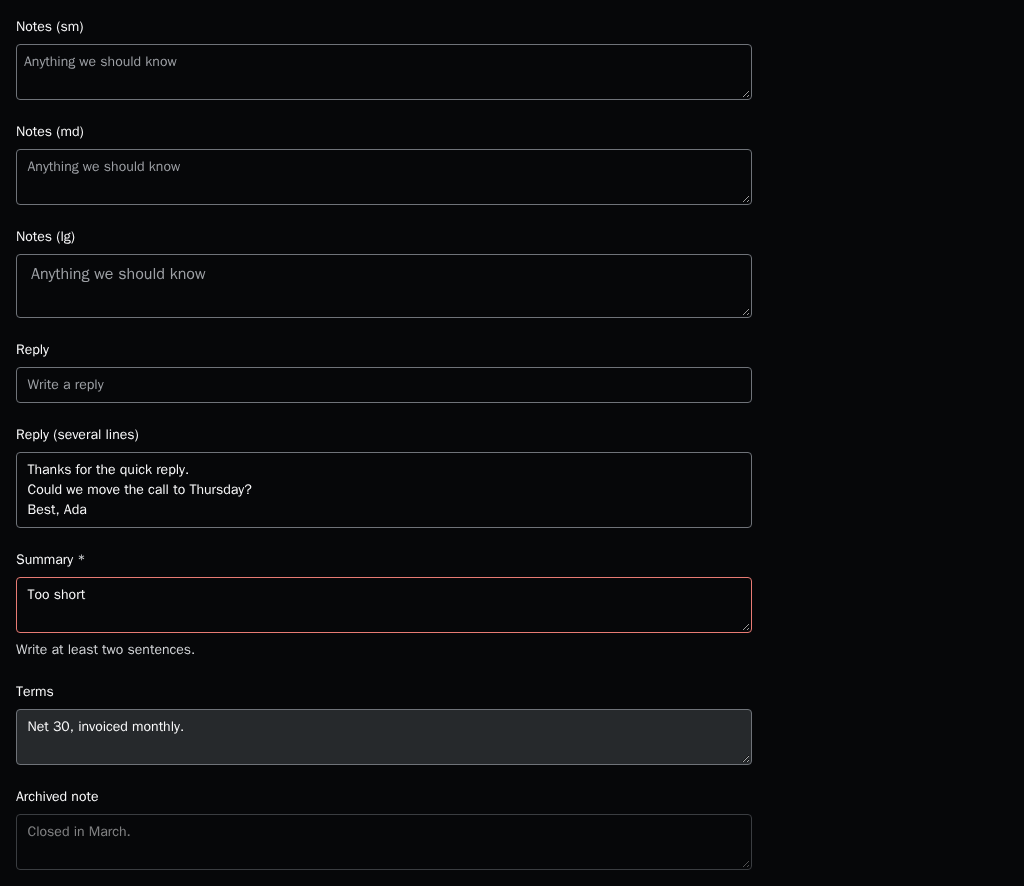 Notes (sm)
Anything we should know
Notes (md)
Anything we should know
Notes (lg)
Anything we should know
Reply
Write a reply
Reply (several lines)
Thanks for the quick reply.
Could we move the call to Thursday?
Best, Ada
Summary *
Too short
Write at least two sentences.
Terms
Net 30, invoiced monthly.
Archived note
Closed in March.